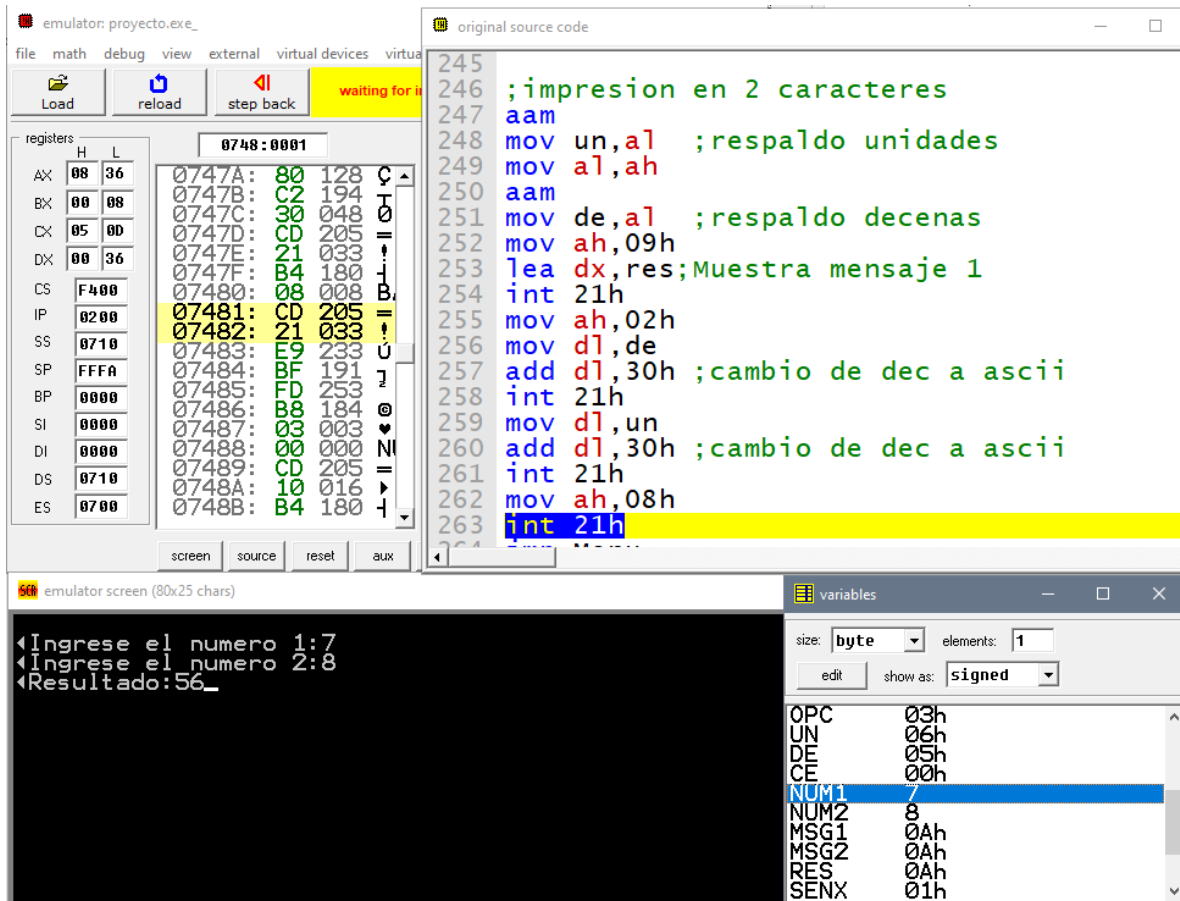 emulator: proyecto.exe_
file math debug view external virtual devices virtua
Load reload step back waiting for i
registers
H L
0748:0001
AX 08 36
BX 00 08
CX 05 0D
DX 00 36
CS F400
IP 0200
SS 0710
SP FFFA
BP 0000
SI 0000
DI 0000
DS 0710
ES 0700
0747A: 80 128 Ç
0747B: C2 194 ┬
0747C: 30 048 0
0747D: CD 205 =
0747E: 21 033 !
0747F: B4 180 ┤
07480: 08 008 BA
07481: CD 205 =
07482: 21 033 !
07483: E9 233 Ú
07484: BF 191 ┐
07485: FD 253 ²
07486: B8 184 ©
07487: 03 003 ♥
07488: 00 000 NU
07489: CD 205 =
0748A: 10 016 ►
0748B: B4 180 ┤
screen source reset aux
original source code
245
246 ;impresion en 2 caracteres
247 aam
248 mov un,al ;respaldo unidades
249 mov al,ah
250 aam
251 mov de,al ;respaldo decenas
252 mov ah,09h
253 lea dx,res;Muestra mensaje 1
254 int 21h
255 mov ah,02h
256 mov dl,de
257 add dl,30h ;cambio de dec a ascii
258 int 21h
259 mov dl,un
260 add dl,30h ;cambio de dec a ascii
261 int 21h
262 mov ah,08h
263 int 21h
SCR emulator screen (80x25 chars)
◄Ingrese el numero 1:7
◄Ingrese el numero 2:8
◄Resultado:56_
variables
size: byte elements: 1
edit show as: signed
OPC 03h
UN 06h
DE 05h
CE 00h
NUM1 7
NUM2 8
MSG1 0Ah
MSG2 0Ah
RES 0Ah
SENX 01h